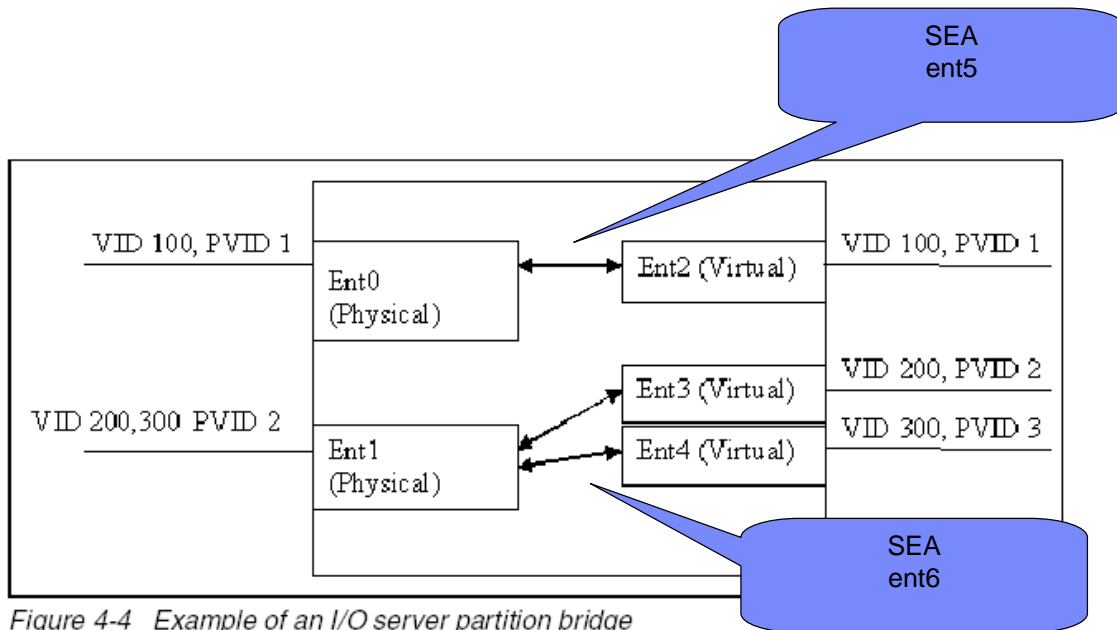 SEA
ent5
VID 100, PVID 1
VID 100, PVID 1
Ent0
(Physical)
Ent2 (Virtual)
VID 200, PVID 2
Ent3 (Virtual)
VID 200,300 PVID 2
VID 300, PVID 3
Ent1
(Physical)
Ent4 (Virtual)
SEA
ent6
Figure 4-4 Example of an I/O server partition bridge